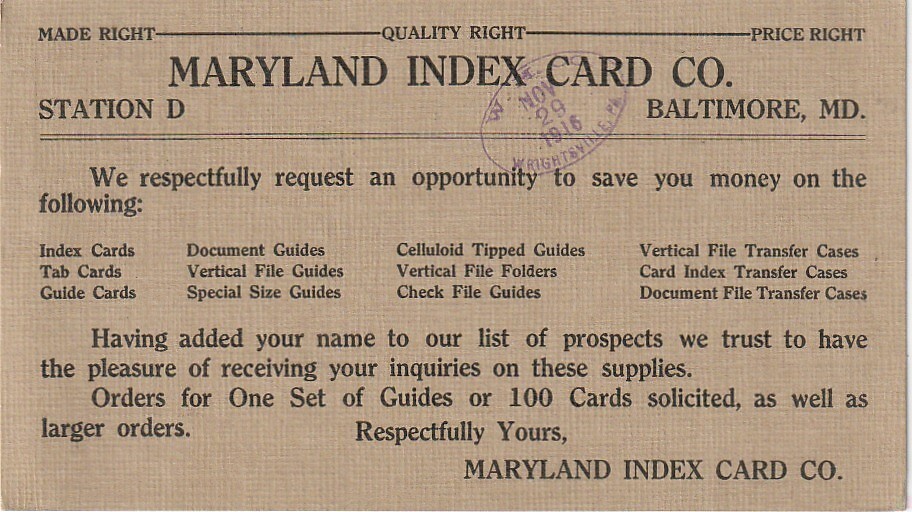 MADE RIGHT—QUALITY RIGHT—PRICE RIGHT
MARYLAND INDEX CARD CO.
STATION D BALTIMORE, MD.
NOV
29
1916
WRIGHTSVILLE, PA.
We respectfully request an opportunity to save you money on the
following:
Index Cards Document Guides Celluloid Tipped Guides Vertical File Transfer Cases
Tab Cards Vertical File Guides Vertical File Folders Card Index Transfer Cases
Guide Cards Special Size Guides Check File Guides Document File Transfer Cases
Having added your name to our list of prospects we trust to have
the pleasure of receiving your inquiries on these supplies.
Orders for One Set of Guides or 100 Cards solicited, as well as
larger orders. Respectfully Yours,
MARYLAND INDEX CARD CO.